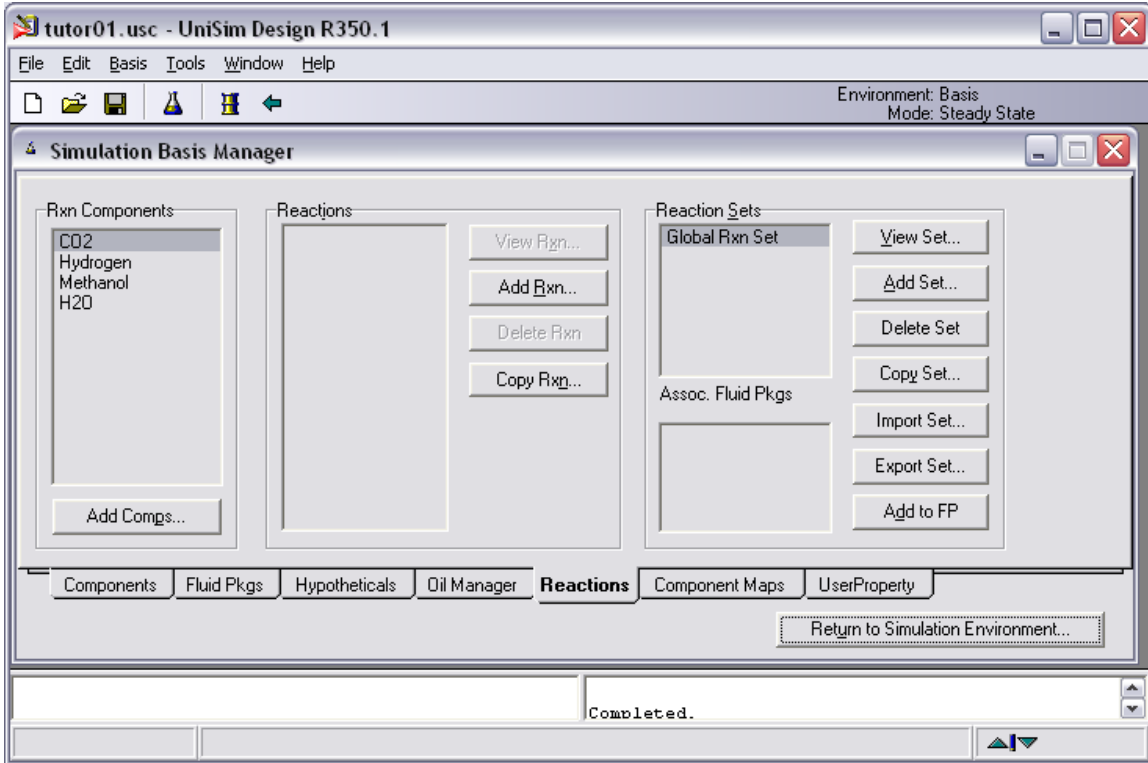 tutor01.usc - UniSim Design R350.1
File Edit Basis Tools Window Help
Environment: Basis
Mode: Steady State
Simulation Basis Manager
Rxn Components
CO2
Hydrogen
Methanol
H2O
Add Comps...
Reactions
View Rxn...
Add Rxn...
Delete Rxn
Copy Rxn...
Reaction Sets
Global Rxn Set
Assoc. Fluid Pkgs
View Set...
Add Set...
Delete Set
Copy Set...
Import Set...
Export Set...
Add to FP
Components Fluid Pkgs Hypotheticals Oil Manager Reactions Component Maps UserProperty
Return to Simulation Environment...
Completed.